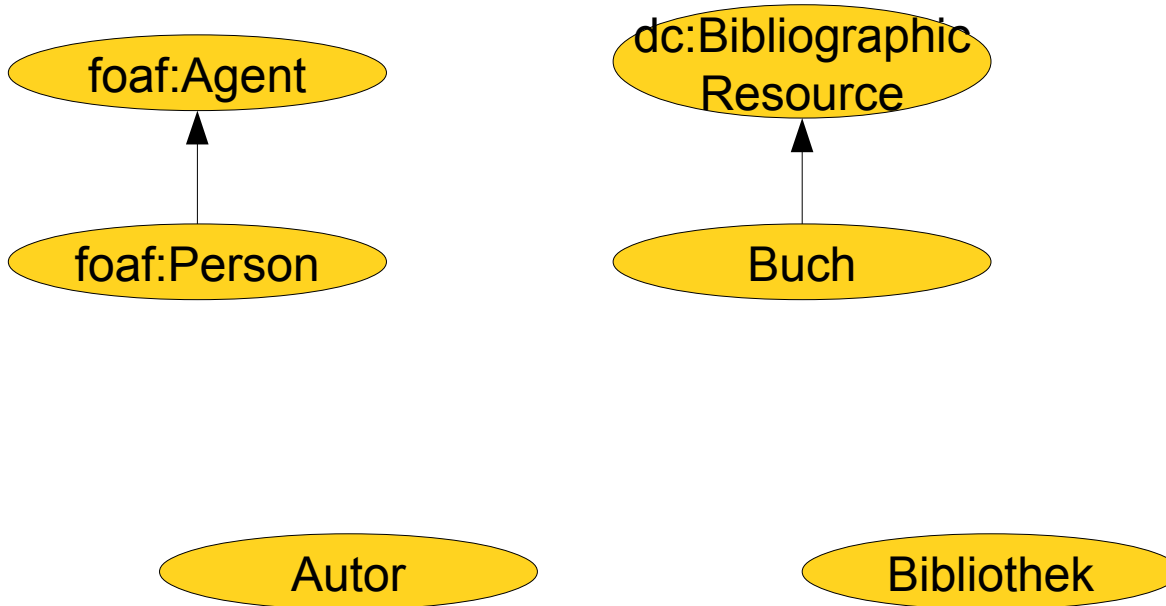 foaf:Agent
dc:Bibliographic
Resource
foaf:Person
Buch
Autor
Bibliothek